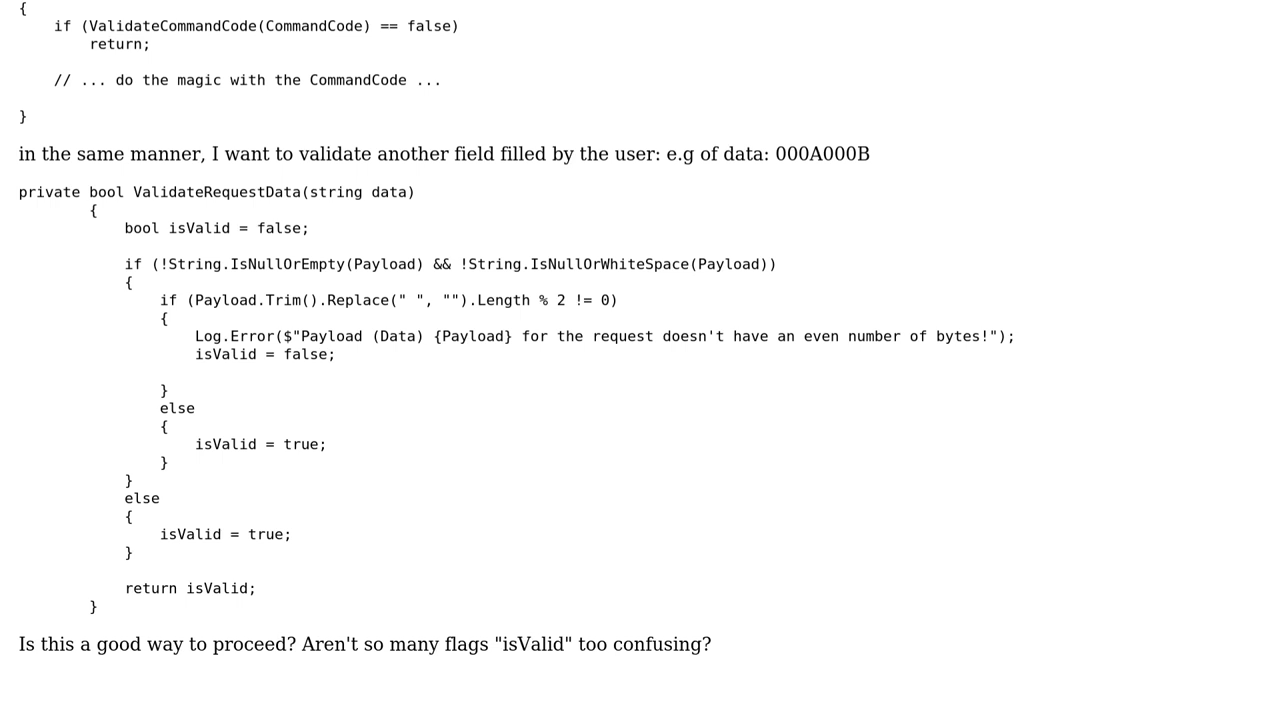 {
    if (ValidateCommandCode(CommandCode) == false)
        return;

    // ... do the magic with the CommandCode ...

}
in the same manner, I want to validate another field filled by the user: e.g of data: 000A000B
private bool ValidateRequestData(string data)
        {
            bool isValid = false;

            if (!String.IsNullOrEmpty(Payload) && !String.IsNullOrWhiteSpace(Payload))
            {
                if (Payload.Trim().Replace(" ", "").Length % 2 != 0)
                {
                    Log.Error($"Payload (Data) {Payload} for the request doesn't have an even number of bytes!");
                    isValid = false;

                }
                else
                {
                    isValid = true;
                }
            }
            else
            {
                isValid = true;
            }

            return isValid;
        }
Is this a good way to proceed? Aren't so many flags "isValid" too confusing?